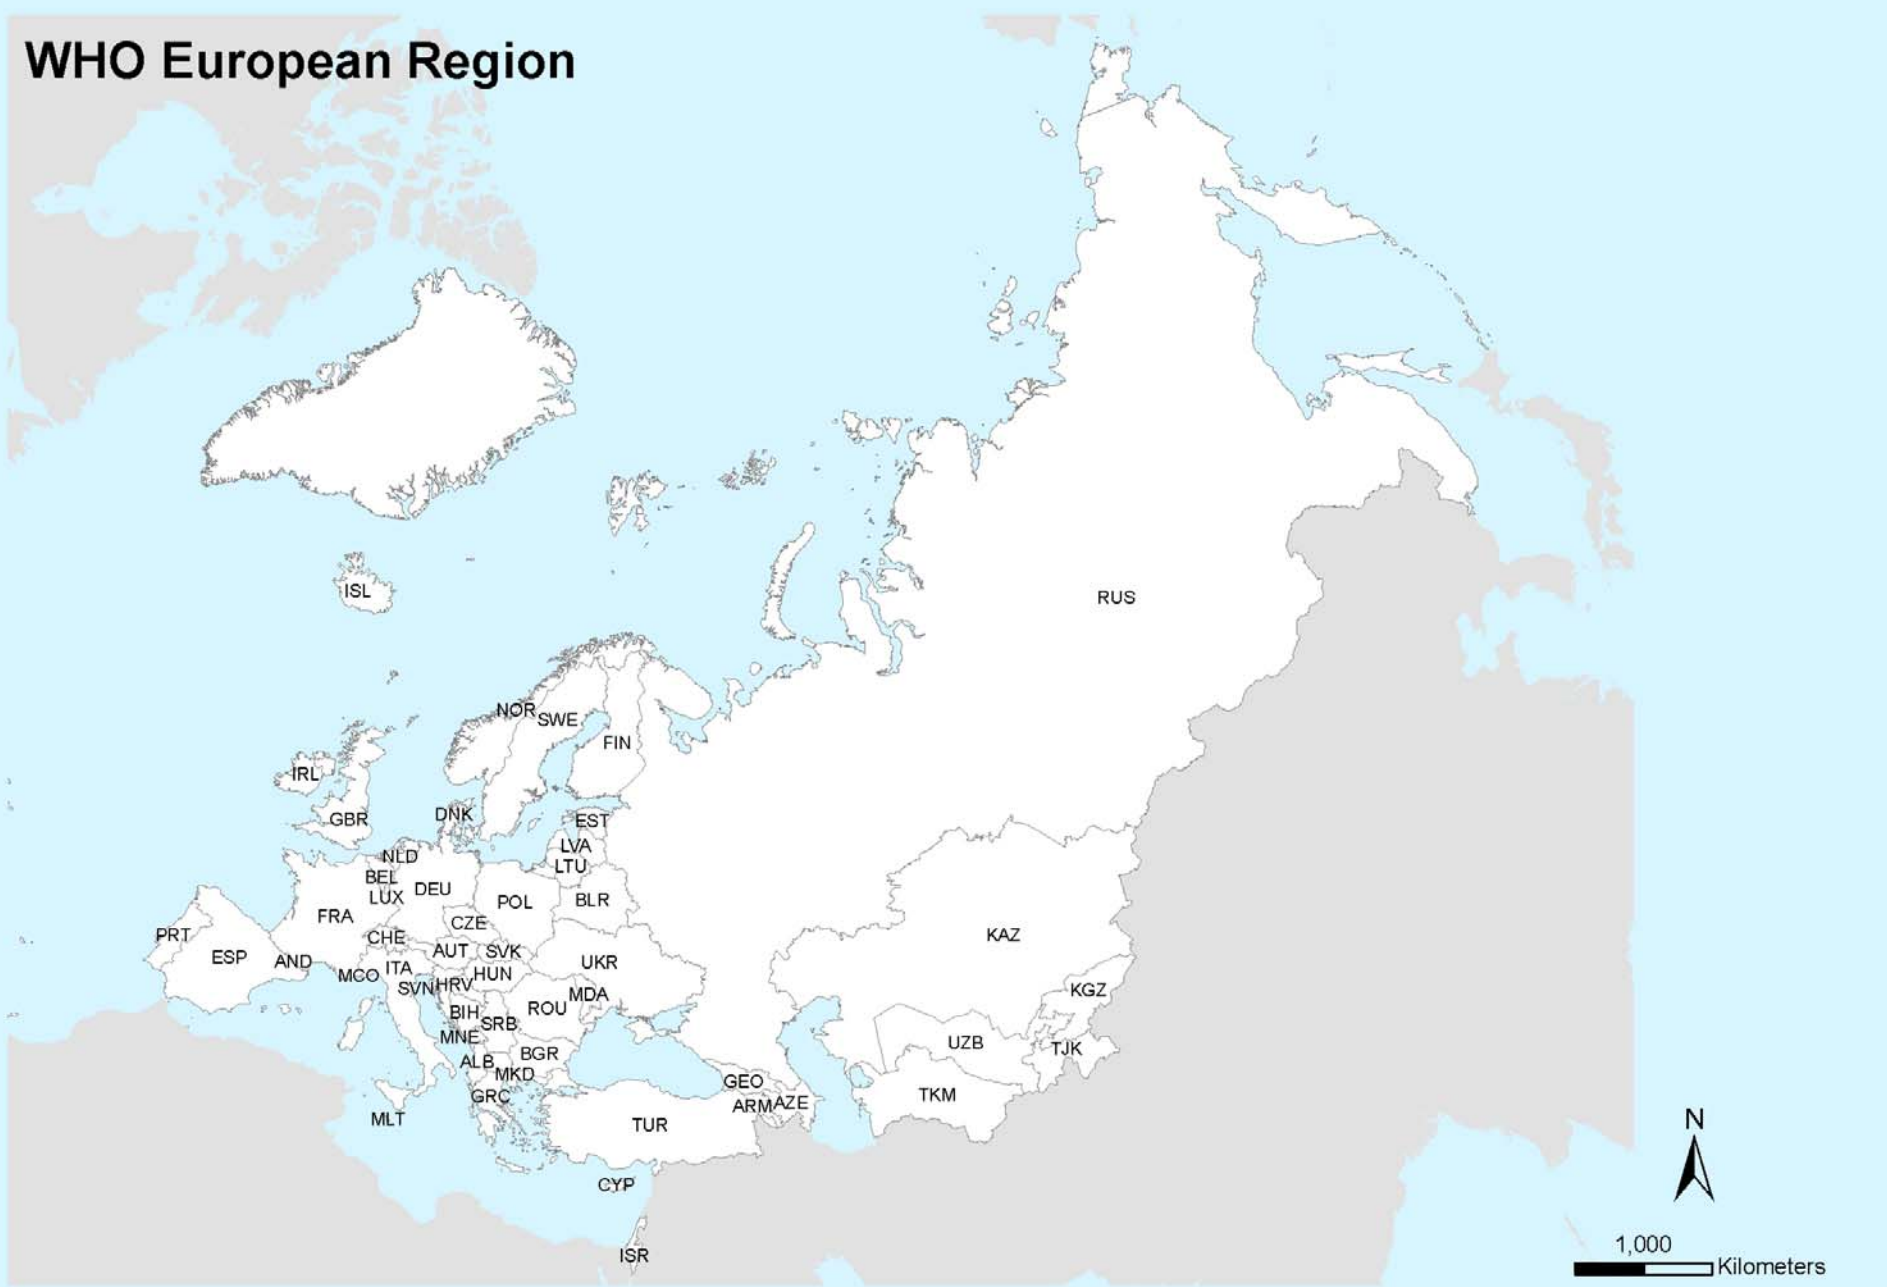 WHO European Region
ISL
RUS
NOR
SWE
FIN
IRL
GBR
DNK
EST
LVA
LTU
NLD
BEL
LUX
DEU
POL
BLR
FRA
CZE
PRT
ESP
AND
CHE
AUT
SVK
UKR
KAZ
MCO
ITA
HUN
SVN
HRV
ROU
MDA
KGZ
BIH
SRB
MNE
UZB
TJK
ALB
BGR
MKD
GRC
GEO
ARM
AZE
TKM
MLT
TUR
CYP
ISR
N
1,000
Kilometers